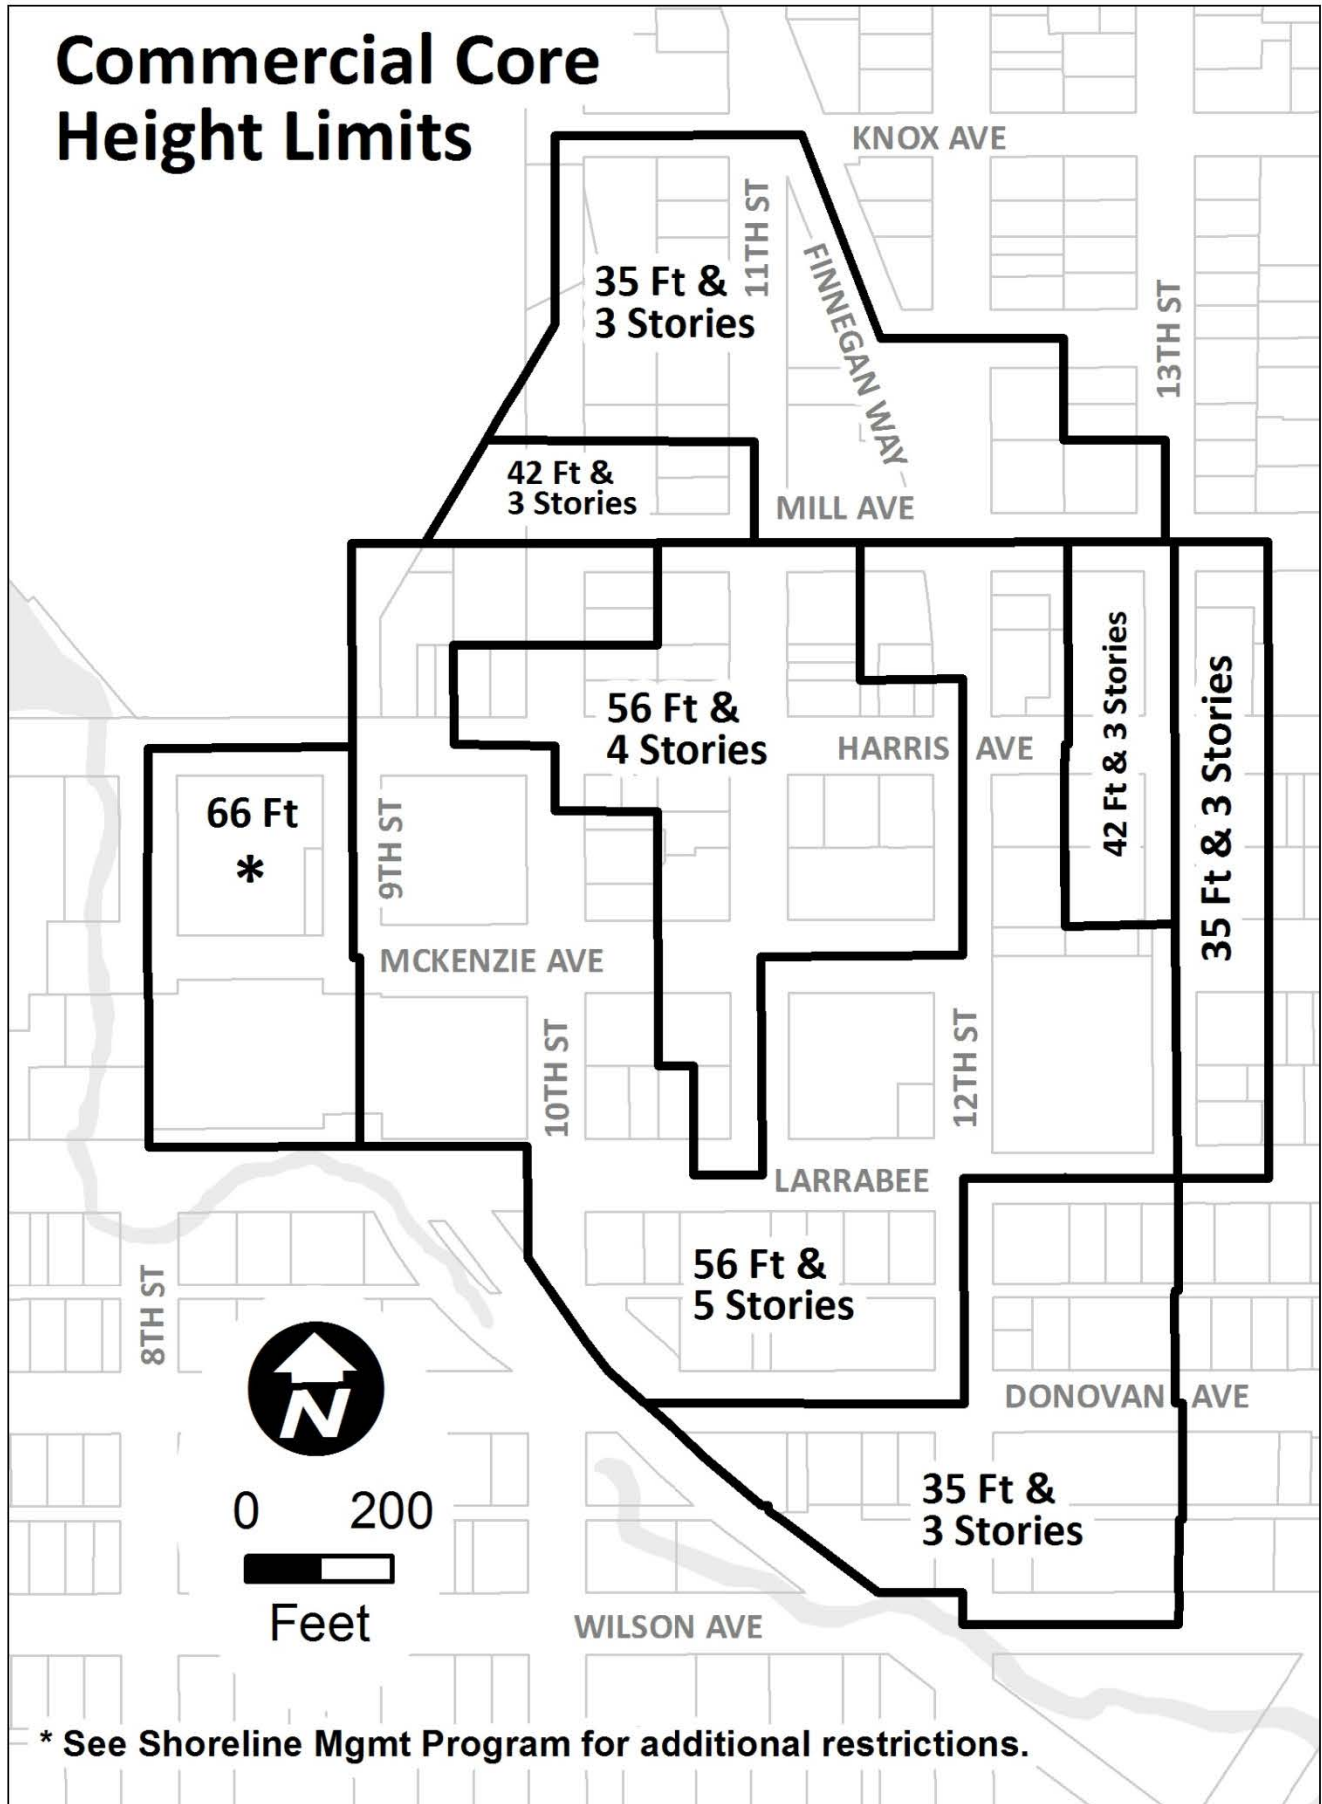 Commercial Core
Height Limits
KNOX AVE
11TH ST
FINNEGAN WAY
13TH ST
35 Ft &
3 Stories
42 Ft &
3 Stories
MILL AVE
56 Ft &
4 Stories
HARRIS AVE
42 Ft & 3 Stories
35 Ft & 3 Stories
66 Ft
*
9TH ST
MCKENZIE AVE
10TH ST
12TH ST
LARRABEE
56 Ft &
5 Stories
8TH ST
N
DONOVAN AVE
35 Ft &
3 Stories
0 200
Feet
WILSON AVE
* See Shoreline Mgmt Program for additional restrictions.